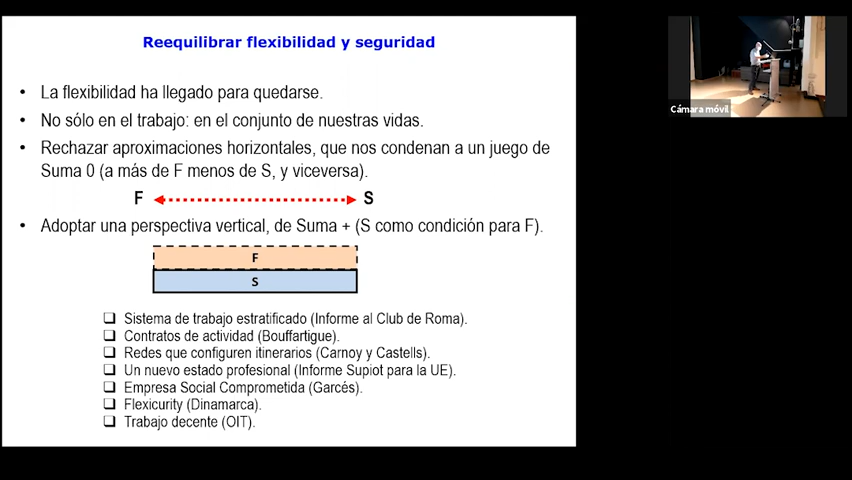 Reequilibrar flexibilidad y seguridad
• La flexibilidad ha llegado para quedarse.
• No sólo en el trabajo: en el conjunto de nuestras vidas.
• Rechazar aproximaciones horizontales, que nos condenan a un juego de
Suma 0 (a más de F menos de S, y viceversa).
F S
• Adoptar una perspectiva vertical, de Suma + (S como condición para F).
F
S
❑ Sistema de trabajo estratificado (Informe al Club de Roma).
❑ Contratos de actividad (Bouffartigue).
❑ Redes que configuren itinerarios (Carnoy y Castells).
❑ Un nuevo estado profesional (Informe Supiot para la UE).
❑ Empresa Social Comprometida (Garcés).
❑ Flexicurity (Dinamarca).
❑ Trabajo decente (OIT).
Cámara móvil